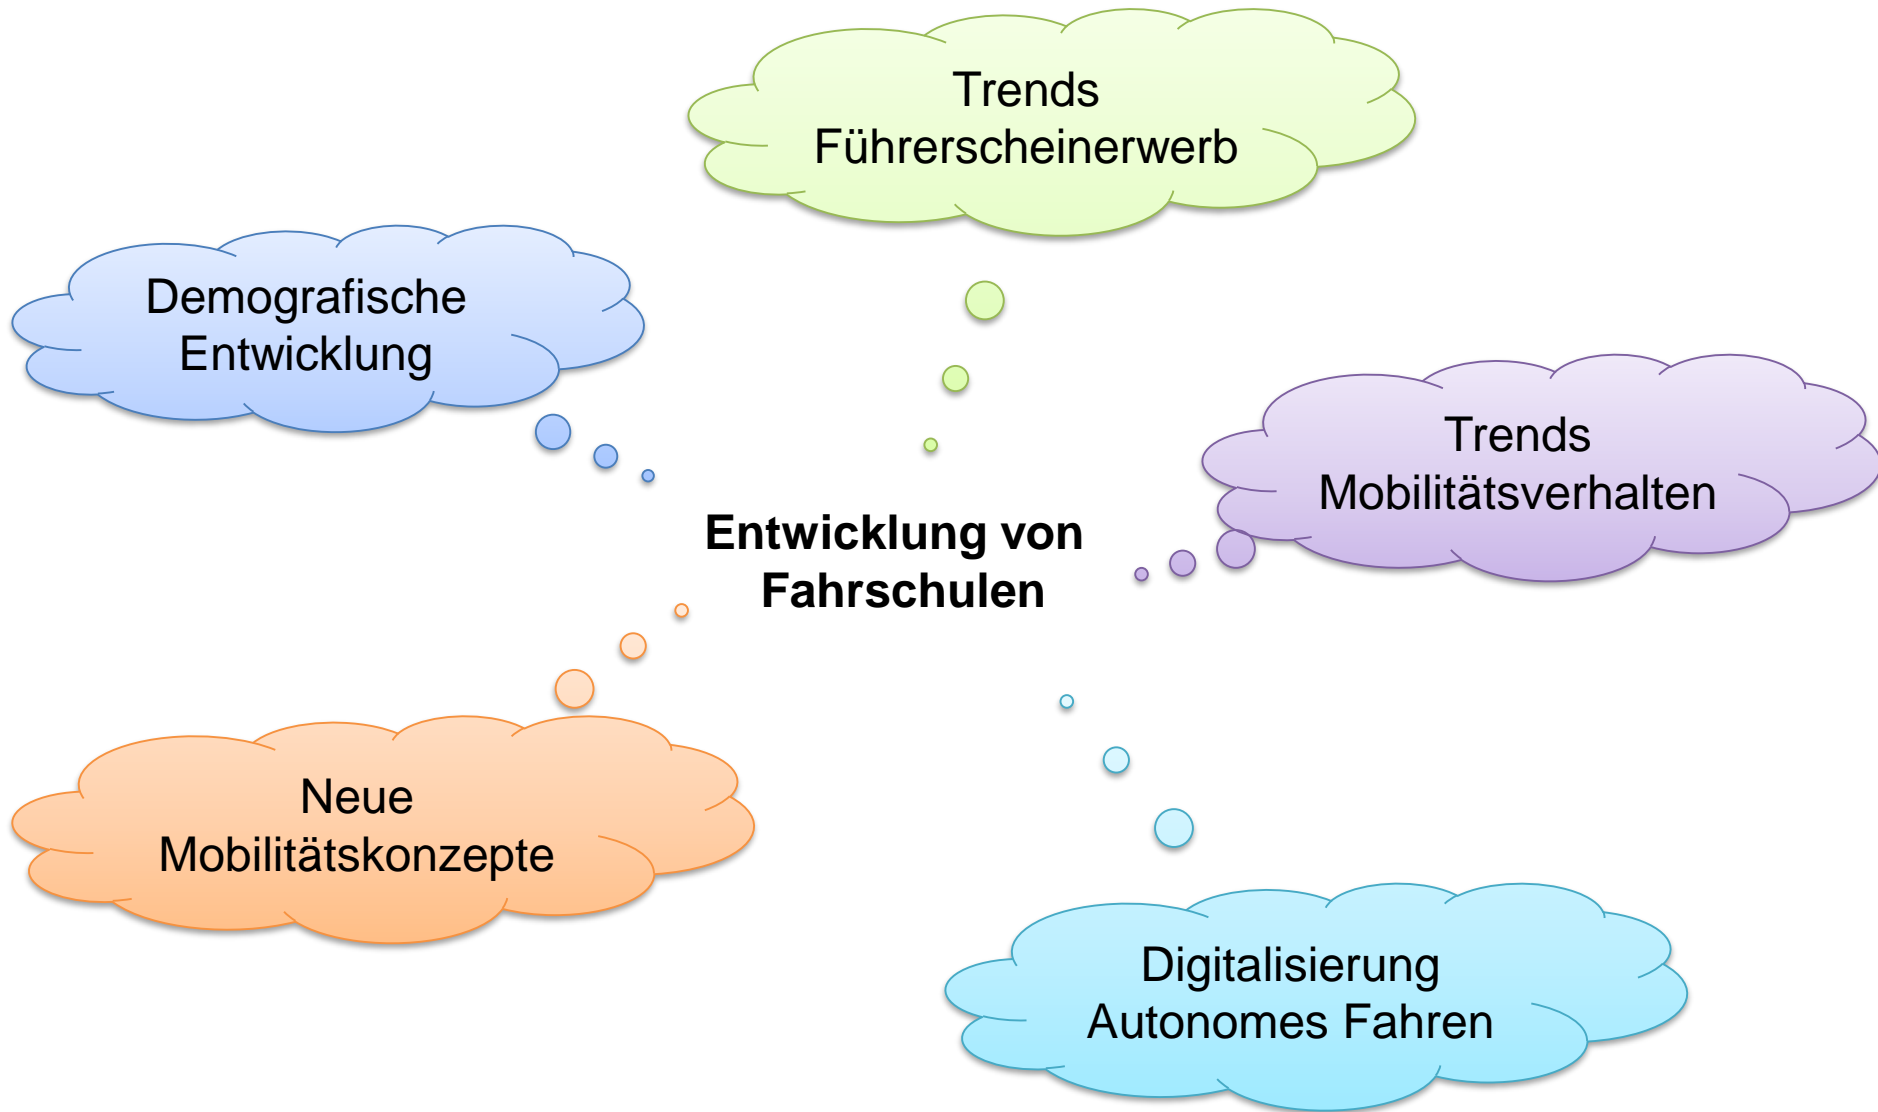 Trends
Führerscheinerwerb
Demografische
Entwicklung
Trends
Mobilitätsverhalten
Entwicklung von
Fahrschulen
Neue
Mobilitätskonzepte
Digitalisierung
Autonomes Fahren